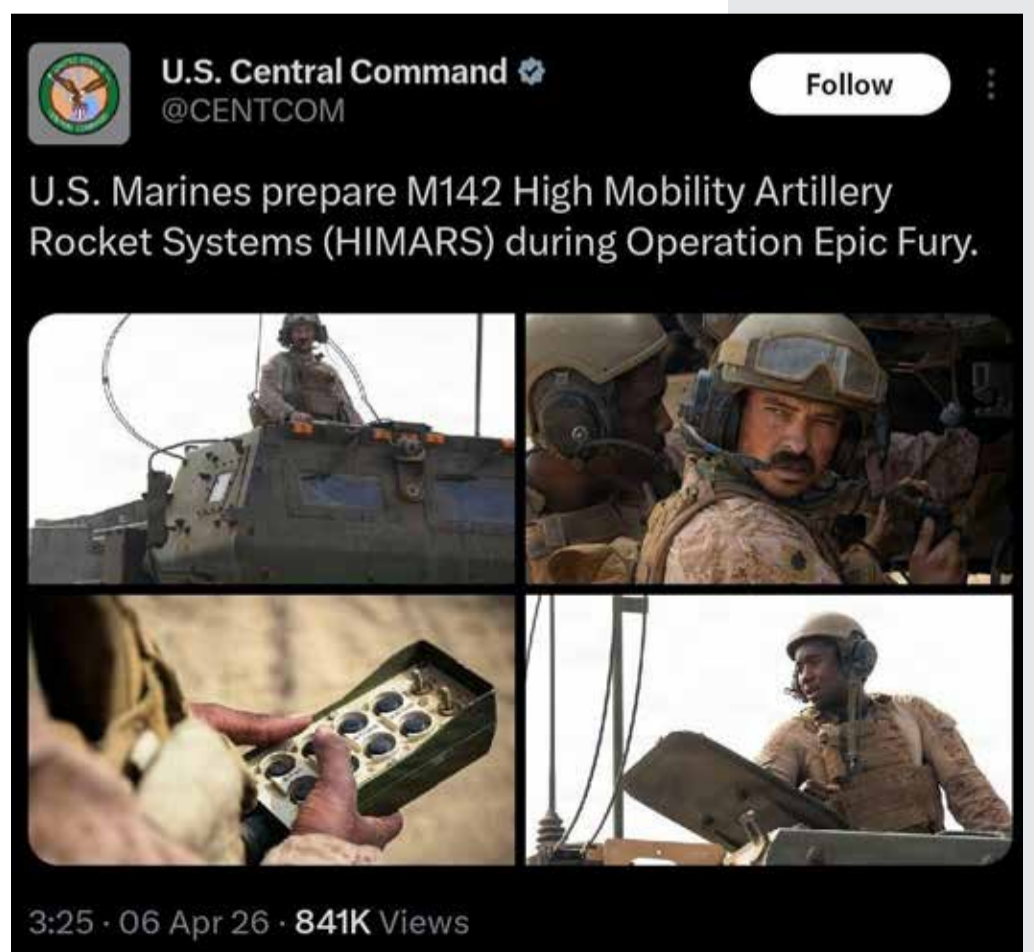 U.S. Central Command
@CENTCOM
Follow
U.S. Marines prepare M142 High Mobility Artillery
Rocket Systems (HIMARS) during Operation Epic Fury.
3:25 · 06 Apr 26 · 841K Views